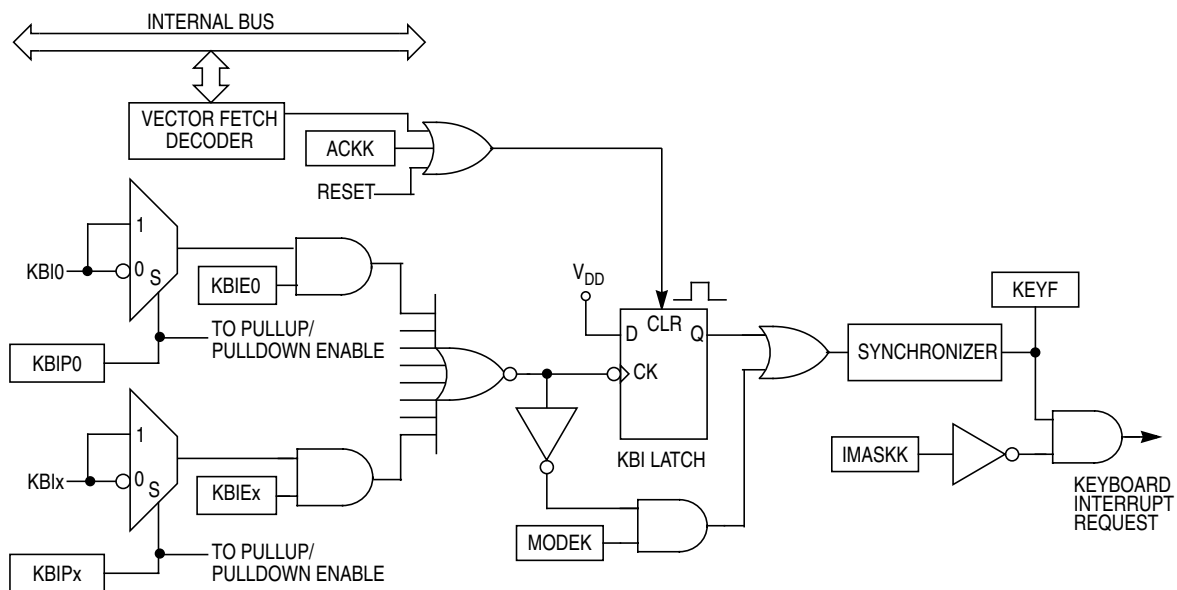 INTERNAL BUS
VECTOR FETCH
DECODER
ACKK
RESET
1
KBI0
0
S
KBIE0
TO PULLUP/
PULLDOWN ENABLE
KBIP0
VDD
D
CLR
Q
CK
KBI LATCH
SYNCHRONIZER
KEYF
1
KBIx
0
S
KBIEx
TO PULLUP/
PULLDOWN ENABLE
KBIPx
MODEK
IMASKK
KEYBOARD
INTERRUPT
REQUEST